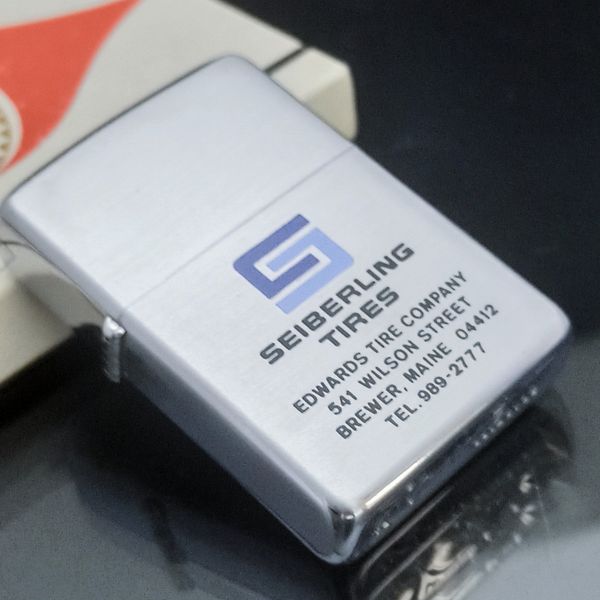 SEIBERLING
TIRES
EDWARDS TIRE COMPANY
541 WILSON STREET
BREWER, MAINE 04412
TEL. 989-2777